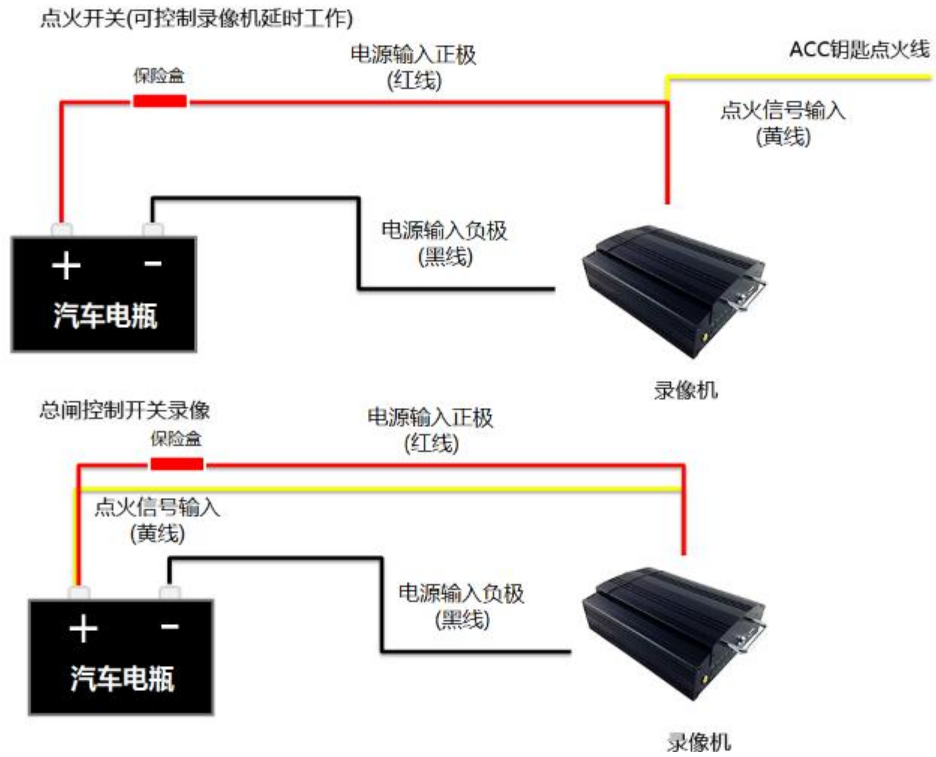 点火开关(可控制录像机延时工作)
电源输入正极
(红线)
ACC钥匙点火线
保险盒
点火信号输入
(黄线)
电源输入负极
(黑线)
+ -
汽车电瓶
录像机
总闸控制开关录像
电源输入正极
(红线)
保险盒
点火信号输入
(黄线)
电源输入负极
(黑线)
+ -
汽车电瓶
录像机